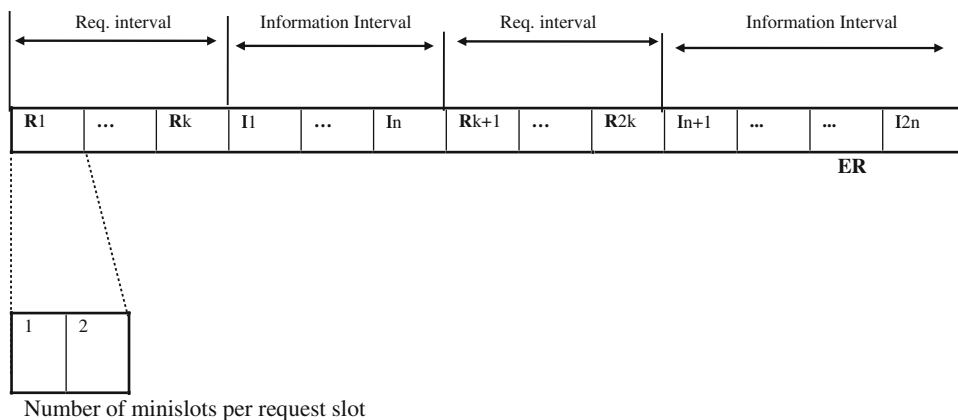 Req. interval Information Interval Req. interval Information Interval
R1 ... Rk I1 ... In Rk+1 ... R2k In+1 ... ... I2n
ER
1 2
Number of minislots per request slot